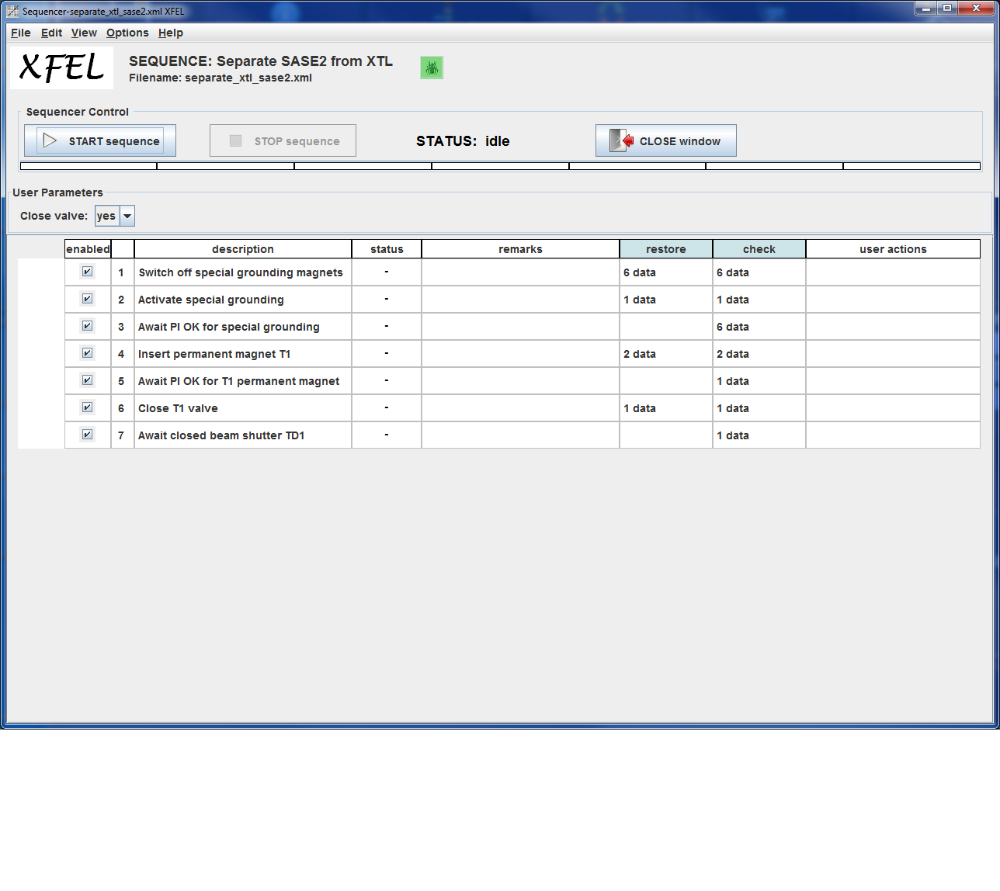 Sequencer-separate_xtl_sase2.xml XFEL
File Edit View Options Help
XFEL
SEQUENCE: Separate SASE2 from XTL
Filename: separate_xtl_sase2.xml
Sequencer Control
START sequence STOP sequence STATUS: idle CLOSE window
User Parameters
Close valve: yes
enabled description status remarks restore check user actions
1 Switch off special grounding magnets - 6 data 6 data
2 Activate special grounding - 1 data 1 data
3 Await PI OK for special grounding - 6 data
4 Insert permanent magnet T1 - 2 data 2 data
5 Await PI OK for T1 permanent magnet - 1 data
6 Close T1 valve - 1 data 1 data
7 Await closed beam shutter TD1 - 1 data